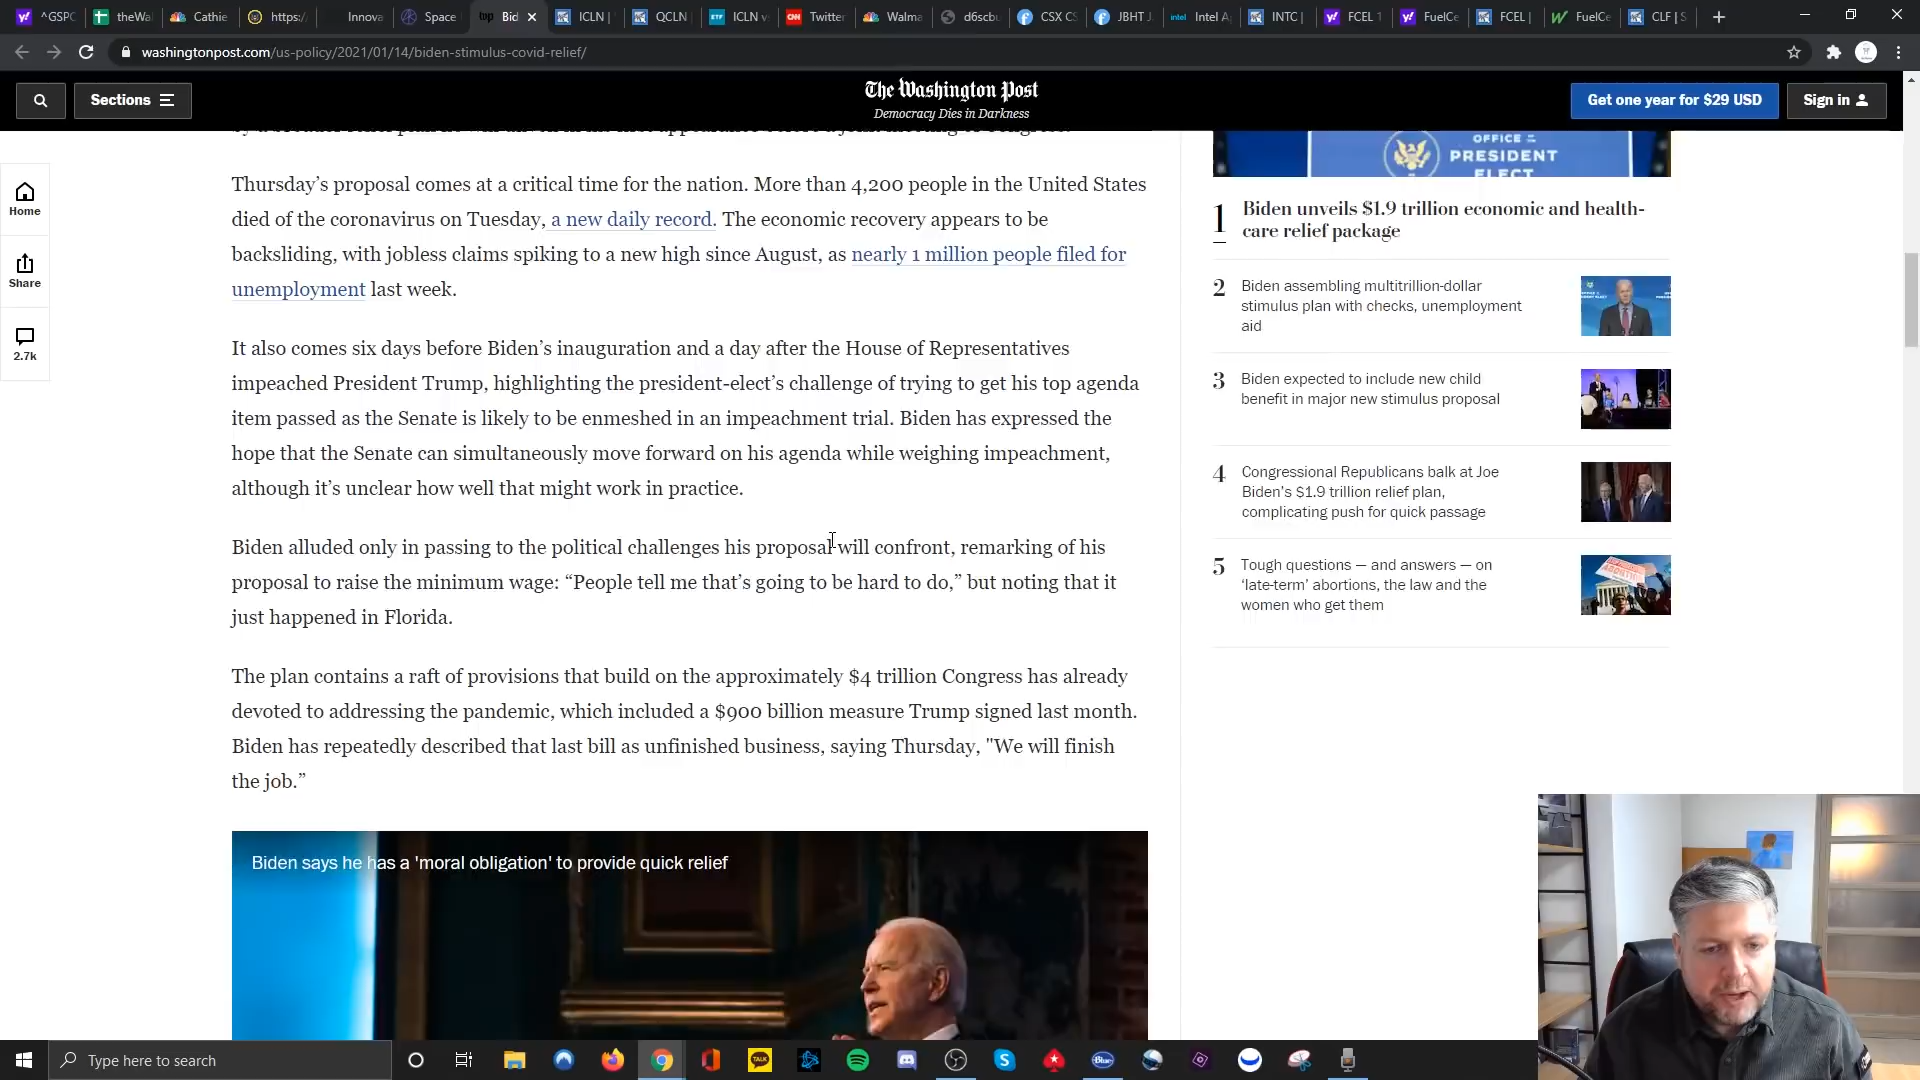 ^GSPC
theWal
Cathie
https:/
Innova
Space
Bid
ICLN |
QCLN
ICLN v
Twitter
Walma
d6scbu
CSX CS
JBHT J
Intel A
INTC |
FCEL 1
FuelCe
FCEL |
FuelCe
CLF | S
washingtonpost.com/us-policy/2021/01/14/biden-stimulus-covid-relief/
Sections
The Washington Post
Democracy Dies in Darkness
Get one year for $29 USD
Sign in
Home
Share
2.7k
Thursday’s proposal comes at a critical time for the nation. More than 4,200 people in the United States
died of the coronavirus on Tuesday, a new daily record. The economic recovery appears to be
backsliding, with jobless claims spiking to a new high since August, as nearly 1 million people filed for
unemployment last week.
It also comes six days before Biden’s inauguration and a day after the House of Representatives
impeached President Trump, highlighting the president-elect’s challenge of trying to get his top agenda
item passed as the Senate is likely to be enmeshed in an impeachment trial. Biden has expressed the
hope that the Senate can simultaneously move forward on his agenda while weighing impeachment,
although it’s unclear how well that might work in practice.
Biden alluded only in passing to the political challenges his proposal will confront, remarking of his
proposal to raise the minimum wage: “People tell me that’s going to be hard to do,” but noting that it
just happened in Florida.
The plan contains a raft of provisions that build on the approximately $4 trillion Congress has already
devoted to addressing the pandemic, which included a $900 billion measure Trump signed last month.
Biden has repeatedly described that last bill as unfinished business, saying Thursday, "We will finish
the job.”
Biden says he has a 'moral obligation' to provide quick relief
OFFICE OF THE
PRESIDENT
ELECT
1
Biden unveils $1.9 trillion economic and health-
care relief package
2
Biden assembling multitrillion-dollar
stimulus plan with checks, unemployment
aid
3
Biden expected to include new child
benefit in major new stimulus proposal
4
Congressional Republicans balk at Joe
Biden’s $1.9 trillion relief plan,
complicating push for quick passage
5
Tough questions — and answers — on
‘late-term’ abortions, the law and the
women who get them
Type here to search
TALK
Blue